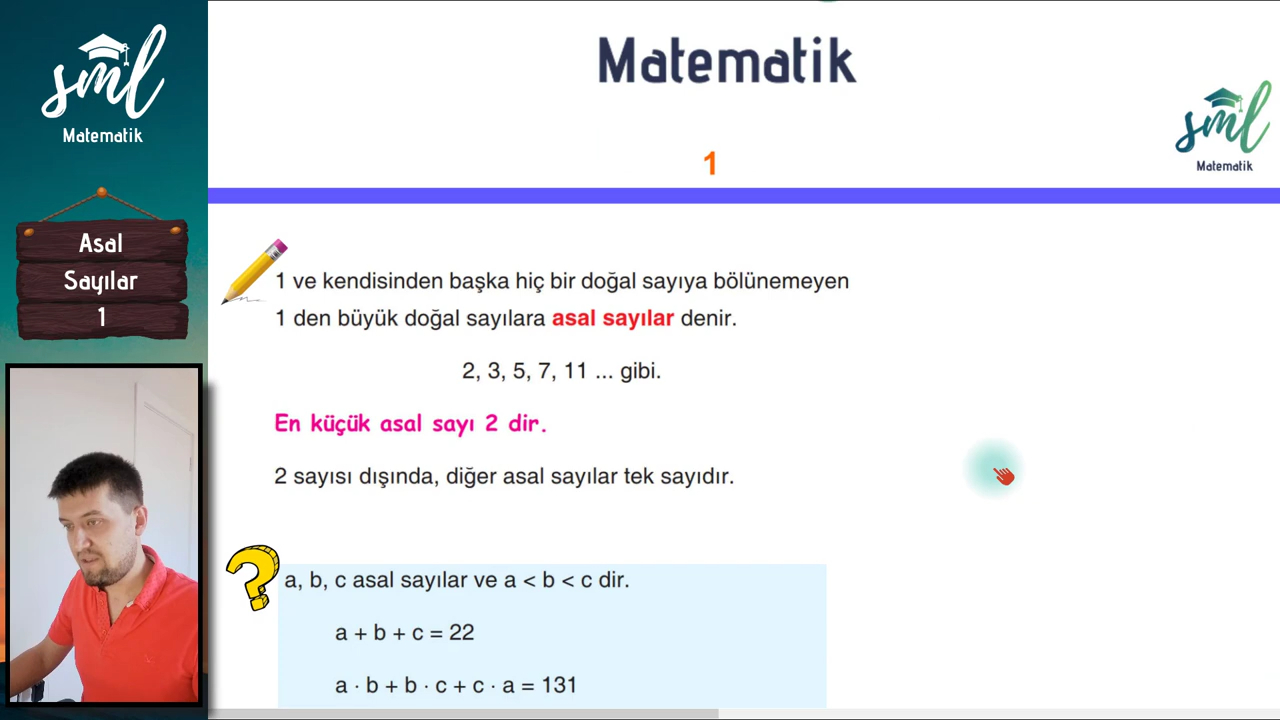 sml
Matematik
Asal
Sayılar
1
Matematik
1
sml
Matematik
1 ve kendisinden başka hiç bir doğal sayıya bölünemeyen
1 den büyük doğal sayılara asal sayılar denir.
2, 3, 5, 7, 11 ... gibi.
En küçük asal sayı 2 dir.
2 sayısı dışında, diğer asal sayılar tek sayıdır.
a, b, c asal sayılar ve a < b < c dir.
a + b + c = 22
a · b + b · c + c · a = 131